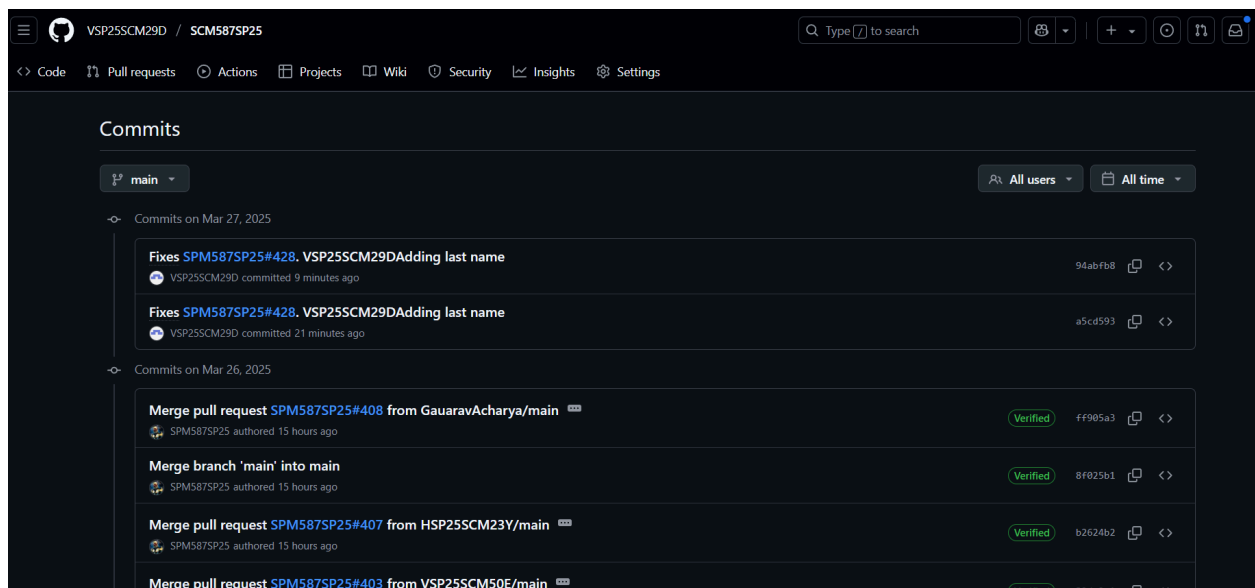 VSP25SCM29D / SCM587SP25
Type / to search
Code Pull requests Actions Projects Wiki Security Insights Settings
Commits
main All users All time
Commits on Mar 27, 2025
Fixes SPM587SP25#428. VSP25SCM29DAdding last name
94abfb8
VSP25SCM29D committed 9 minutes ago
Fixes SPM587SP25#428. VSP25SCM29DAdding last name
a5cd593
VSP25SCM29D committed 21 minutes ago
Commits on Mar 26, 2025
Merge pull request SPM587SP25#408 from GauaravAcharya/main
Verified ff905a3
SPM587SP25 authored 15 hours ago
Merge branch 'main' into main
Verified 8f025b1
SPM587SP25 authored 15 hours ago
Merge pull request SPM587SP25#407 from HSP25SCM23Y/main
Verified b2624b2
SPM587SP25 authored 15 hours ago
Merge pull request SPM587SP25#403 from VSP25SCM50E/main